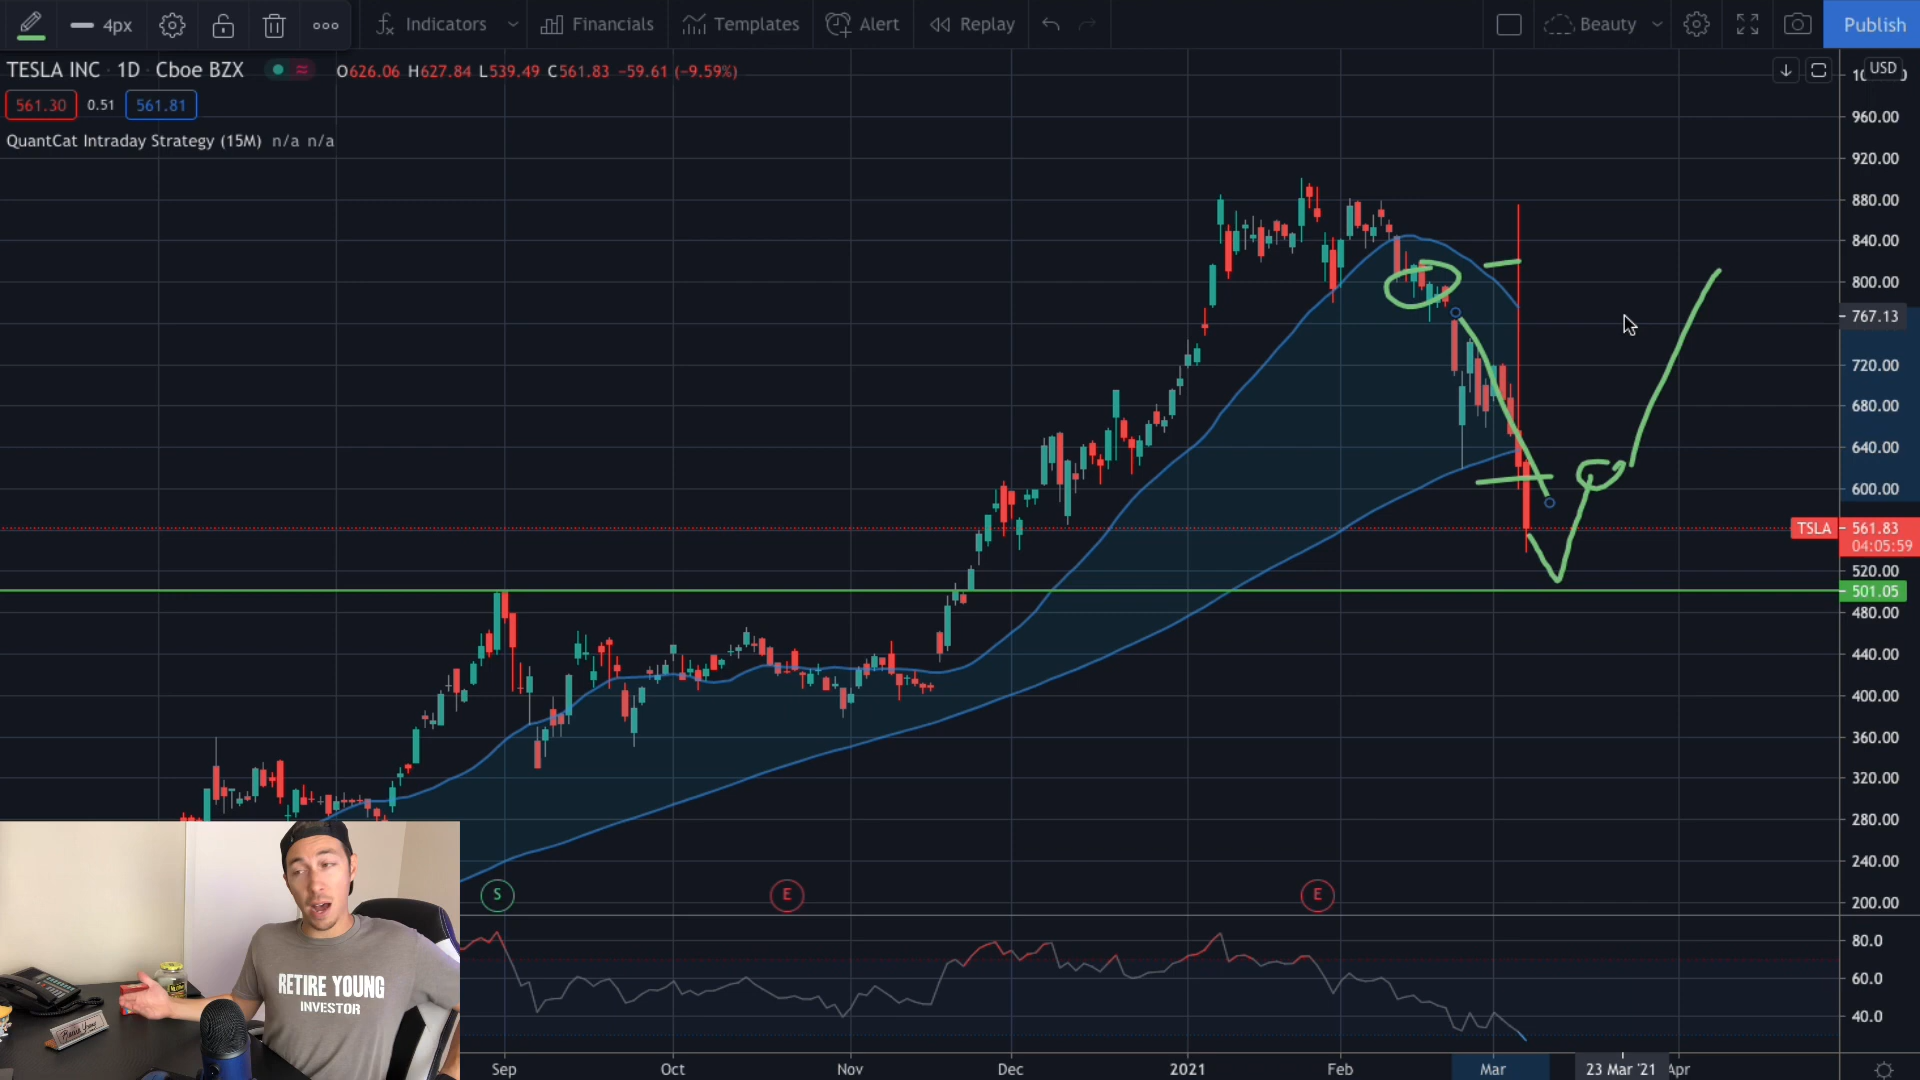 4px
Indicators
Financials
Templates
Alert
Replay
Beauty
Publish
TESLA INC · 1D · Cboe BZX
O626.06 H627.84 L539.49 C561.83 −59.61 (−9.59%)
561.30 0.51 561.81
QuantCat Intraday Strategy (15M) n/a n/a
USD
960.00
920.00
880.00
840.00
800.00
767.13
720.00
680.00
640.00
600.00
TSLA 561.83
04:05:59
520.00
501.05
480.00
440.00
400.00
360.00
320.00
280.00
240.00
200.00
S E E
80.0
60.0
40.0
RETIRE YOUNG
INVESTOR
Sep Oct Nov Dec 2021 Feb Mar 23 Mar '21 Apr